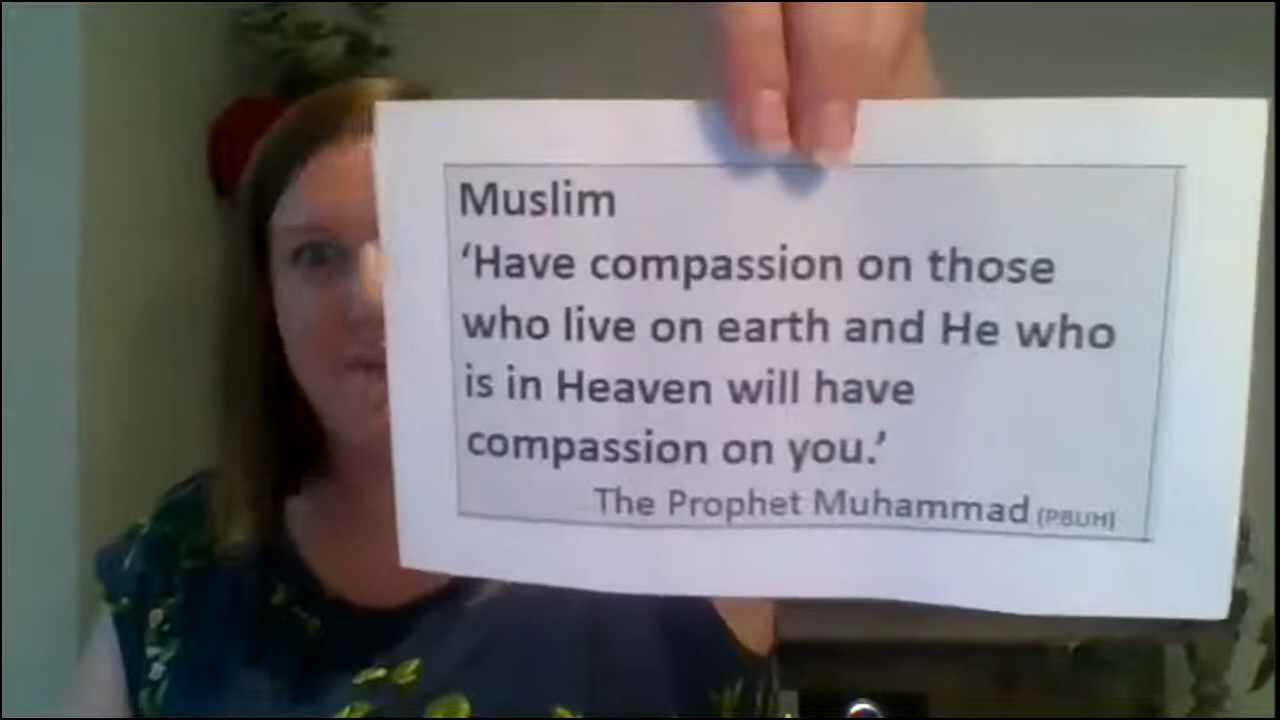 Muslim
‘Have compassion on those
who live on earth and He who
is in Heaven will have
compassion on you.’
The Prophet Muhammad (PBUH)